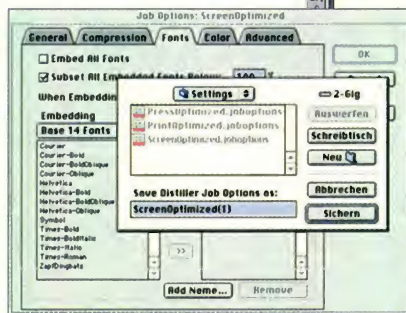 Job Options: ScreenOptimized
General Compression Fonts Color Advanced
Embed All Fonts
Subset All Embedded Fonts Below: 100 %
When Embeddin
Embedding
Base 14 Fonts
Courier
Courier-Bold
Courier-BoldOblique
Courier-Oblique
Helvetica
Helvetica-Bold
Helvetica-BoldOblique
Helvetica-Oblique
Symbol
Times-Bold
Times-BoldItalic
Times-Italic
Times-Roman
ZapfDingbats
>>
Add Name... Remove
OK
Settings
2-6ig
PressOptimized.joboptions
PrintOptimized.joboptions
ScreenOptimized.joboptions
Auswerfen
Schreibtisch
Neu
Save Distiller Job Options as:
ScreenOptimized(1)
Abbrechen
Sichern